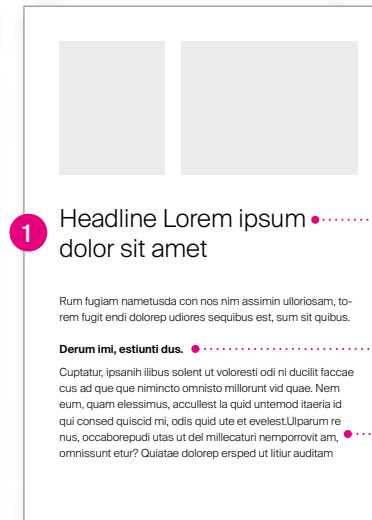 1
Headline Lorem ipsum
dolor sit amet
Rum fugiam nametusda con nos nim assimin ulloriosam, to-
rem fugit endi dolorep udiores sequibus est, sum sit quibus.
Derum imi, estiunti dus.
Cuptatur, ipsanih ilibus solent ut voloresti odi ni ducilit faccae
cus ad que que nimincto omnisto millorunt vid quae. Nem
eum, quam elessimus, accullest la quid untemod itaeria id
qui consed quiscid mi, odis quid ute et evelest.Ulparum re
nus, occaborepudi utas ut del millecaturi nemporrovit am,
omnissunt etur? Quiatae dolorep ersped ut litiur auditam